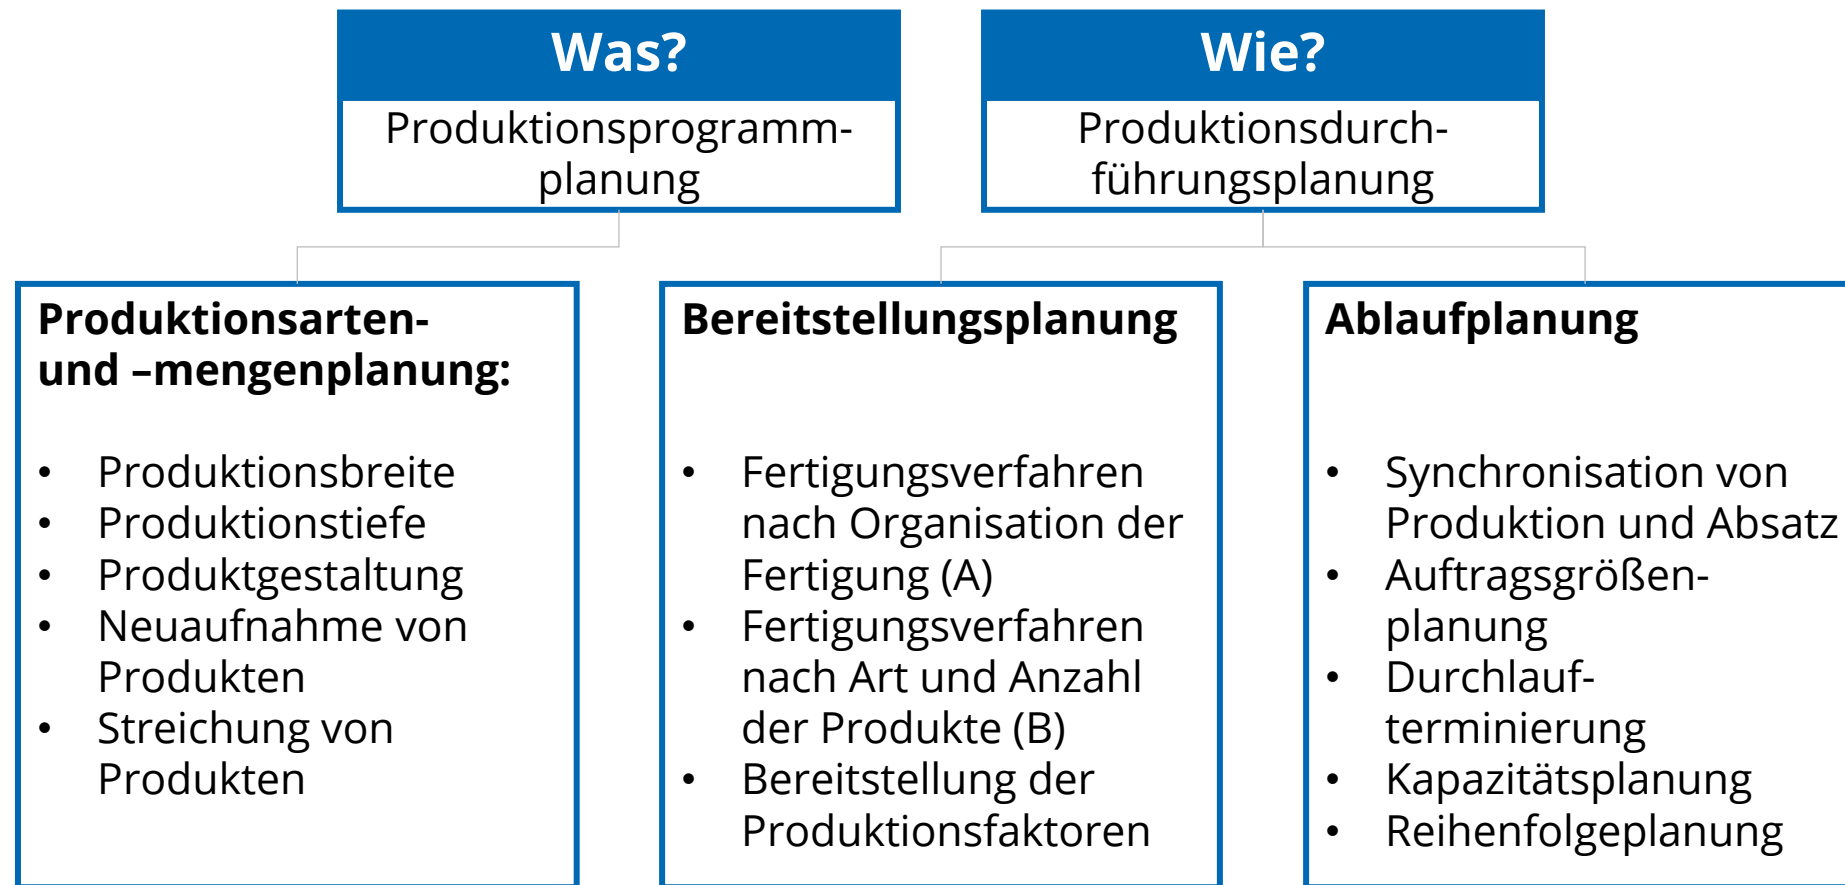 Was?
Produktionsprogramm-
planung
Wie?
Produktionsdurch-
führungsplanung
Produktionsarten-
und –mengenplanung:
• Produktionsbreite
• Produktionstiefe
• Produktgestaltung
• Neuaufnahme von
Produkten
• Streichung von
Produkten
Bereitstellungsplanung
• Fertigungsverfahren
nach Organisation der
Fertigung (A)
• Fertigungsverfahren
nach Art und Anzahl
der Produkte (B)
• Bereitstellung der
Produktionsfaktoren
Ablaufplanung
• Synchronisation von
Produktion und Absatz
• Auftragsgrößen-
planung
• Durchlauf-
terminierung
• Kapazitätsplanung
• Reihenfolgeplanung